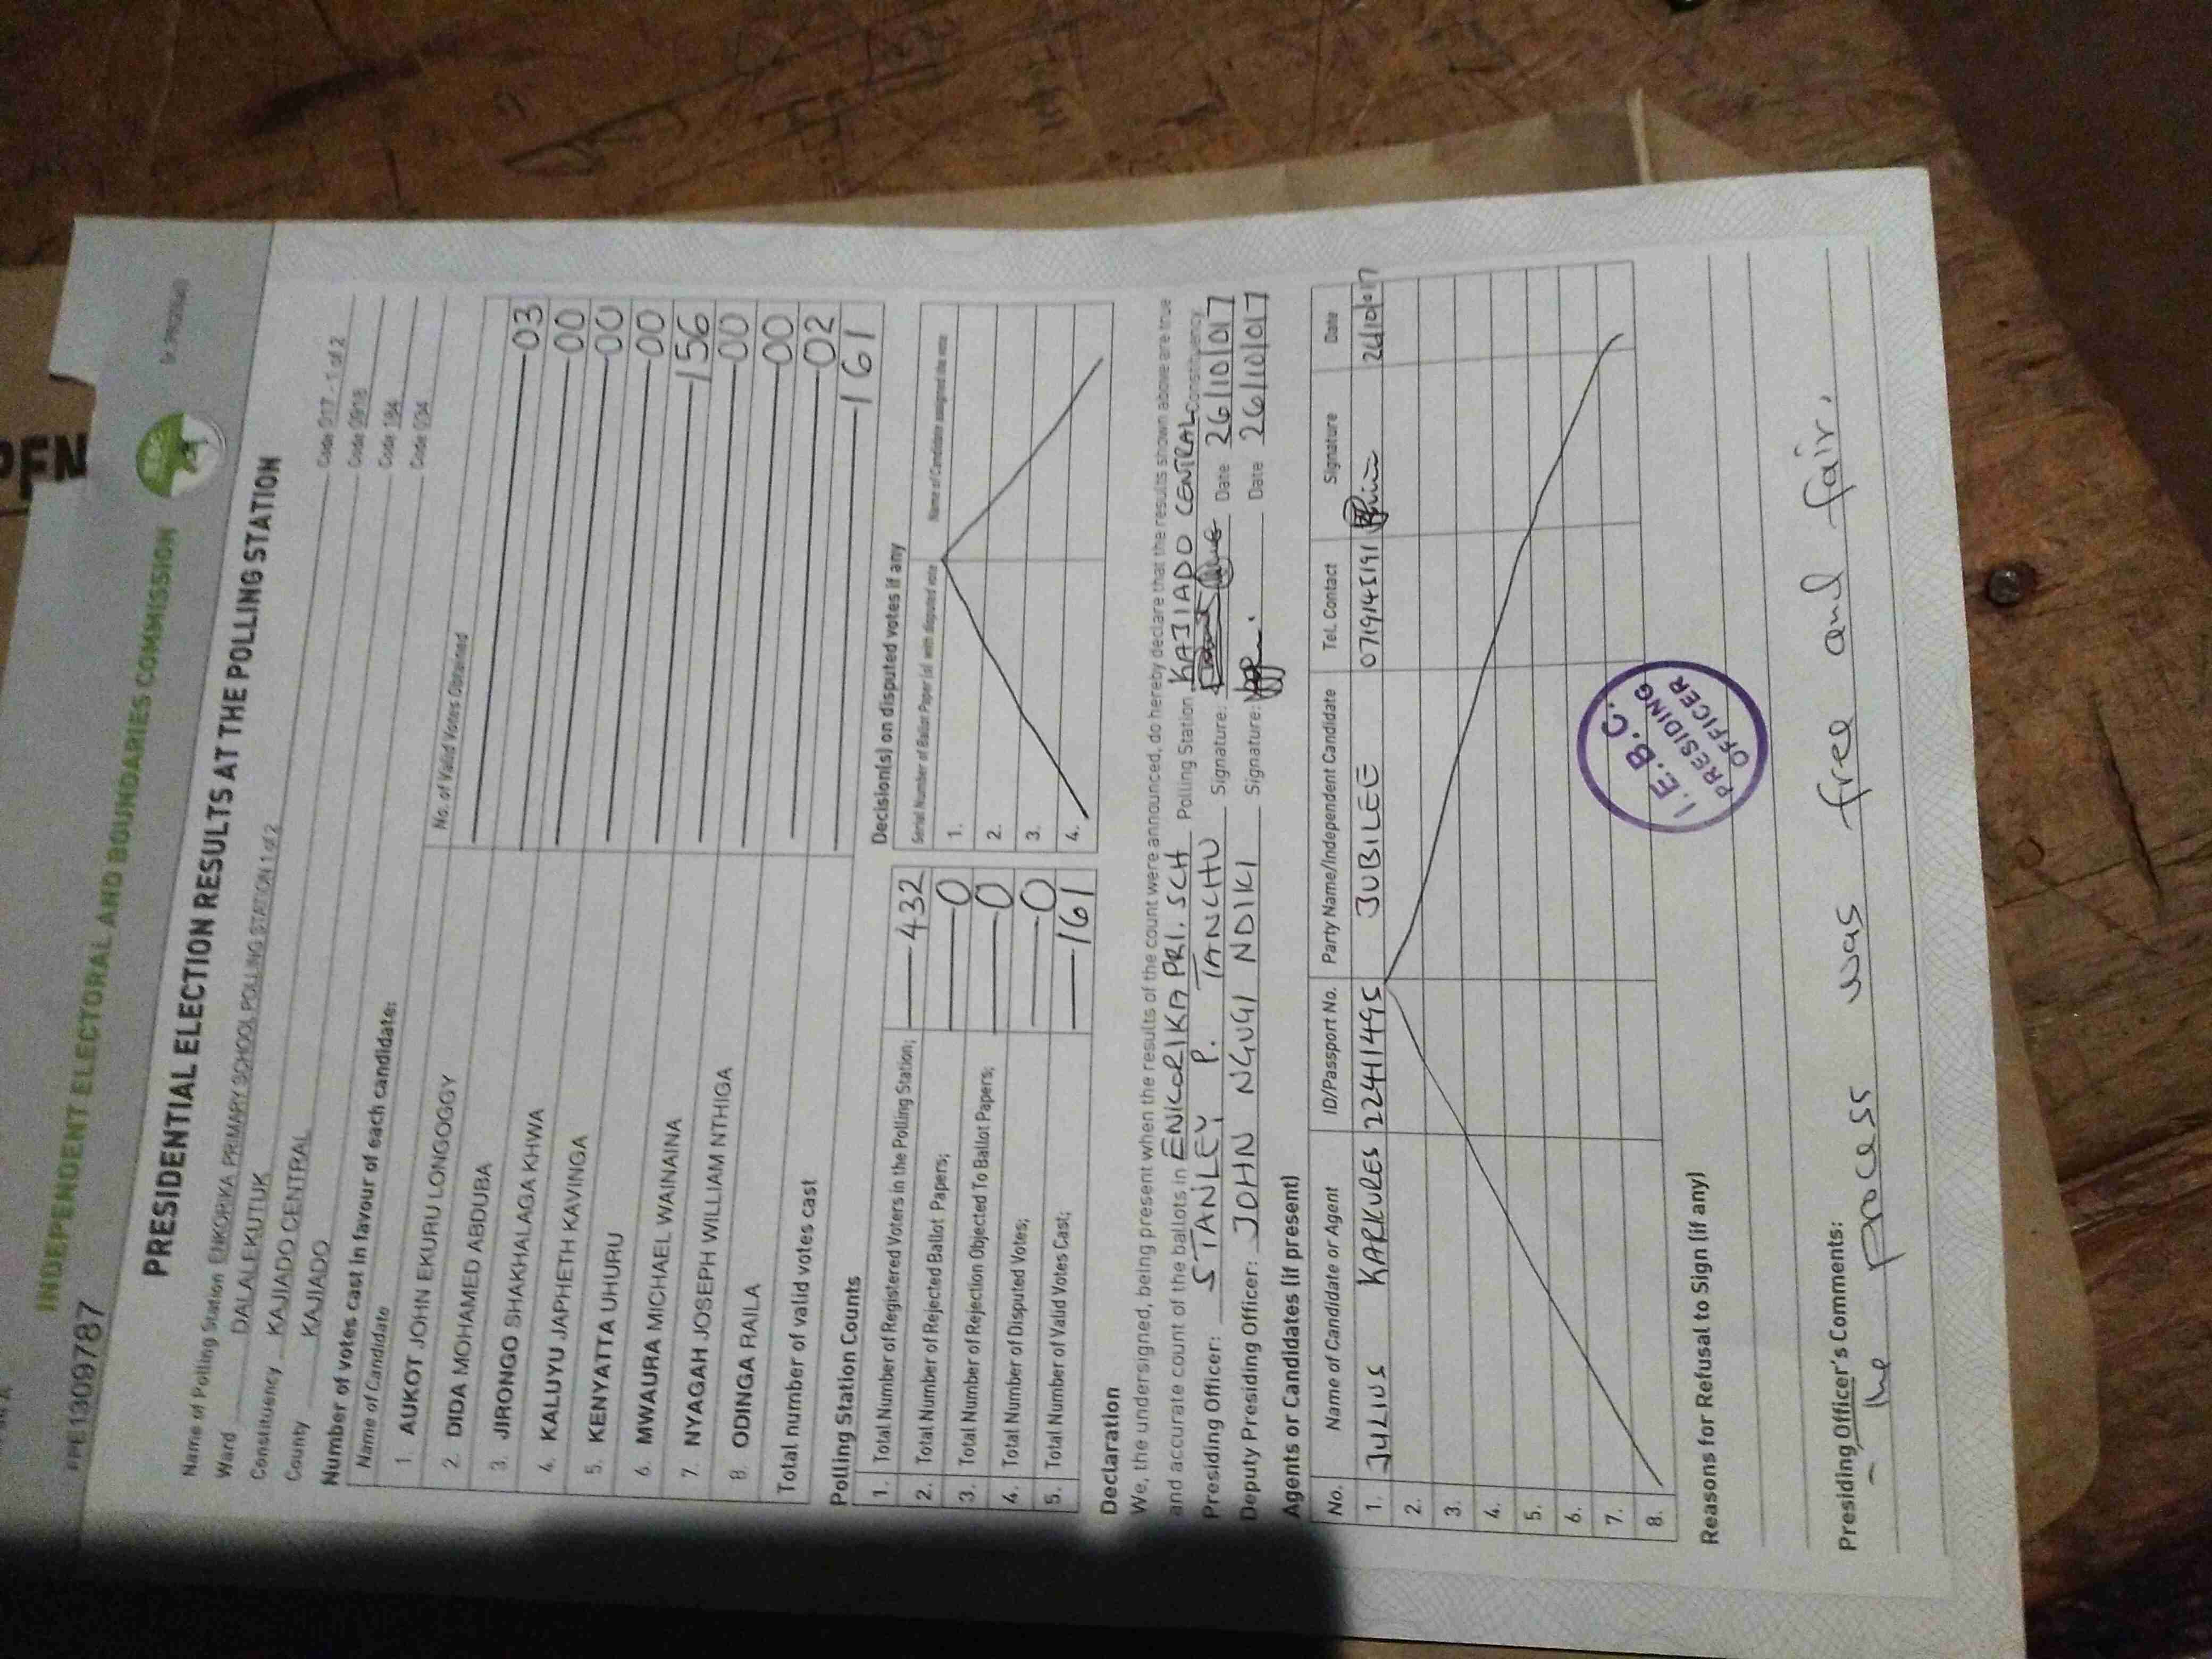 PFE1309787
INDEPENDENT ELECTORAL AND BOUNDARIES COMMISSION
PRESIDENTIAL ELECTION RESULTS AT THE POLLING STATION
Name of Polling Station ENKORIKA PRIMARY SCHOOL POLLING STATION 1 of 2 Code 017 - 1 of 2
Ward DALALEKUTUK Code 0918
Constituency KAJIADO CENTRAL Code 184
County KAJIADO Code 034
Number of votes cast in favour of each candidate:
Name of Candidate No. of Valid Votes Obtained
1. AUKOT JOHN EKURU LONGOGGY 03
2. DIDA MOHAMED ABDUBA 00
3. JIRONGO SHAKHALAGA KHWA 00
4. KALUYU JAPHETH KAVINGA 00
5. KENYATTA UHURU 156
6. MWAURA MICHAEL WAINAINA 00
7. NYAGAH JOSEPH WILLIAM NTHIGA 00
8. ODINGA RAILA 02
Total number of valid votes cast 161
Polling Station Counts
1. Total Number of Registered Voters in the Polling Station; 432
2. Total Number of Rejected Ballot Papers; 0
3. Total Number of Rejection Objected To Ballot Papers; 0
4. Total Number of Disputed Votes; 0
5. Total Number of Valid Votes Cast; 161
Decision(s) on disputed votes if any
Serial Number of Ballot Paper (s) with disputed vote Name of Candidate assigned the vote
1.
2.
3.
4.
Declaration
We, the undersigned, being present when the results of the count were announced, do hereby declare that the results shown above are true
and accurate count of the ballots in ENKORIKA PRI. SCH Polling Station, KAJIADO CENTRAL Constituency.
Presiding Officer: STANLEY P. TANCHU Signature: Date 26/10/017
Deputy Presiding Officer: JOHN NGUGI NDIKI Signature: Date 26/10/017
Agents or Candidates (if present)
No. Name of Candidate or Agent ID/Passport No. Party Name/Independent Candidate Tel. Contact Signature Date
1. JULIUS KARKURES 22414495 JUBILEE 0719145191 26/10/017
2.
3.
4.
5.
6.
7.
8.
I.E.B.C.
PRESIDING
OFFICER
Reasons for Refusal to Sign (if any)
Presiding Officer's Comments:
- The process was free and fair.